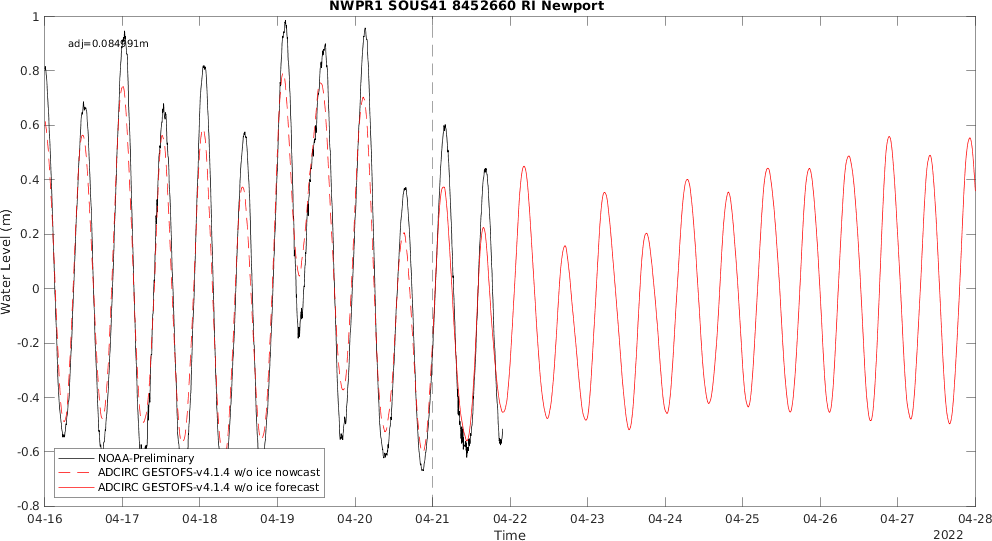 NWPR1 SOUS41 8452660 RI Newport
adj=0.084991m
Water Level (m)
1
0.8
0.6
0.4
0.2
0
-0.2
-0.4
-0.6
-0.8
NOAA-Preliminary
ADCIRC GESTOFS-v4.1.4 w/o ice nowcast
ADCIRC GESTOFS-v4.1.4 w/o ice forecast
04-16 04-17 04-18 04-19 04-20 04-21 04-22 04-23 04-24 04-25 04-26 04-27 04-28
Time
2022